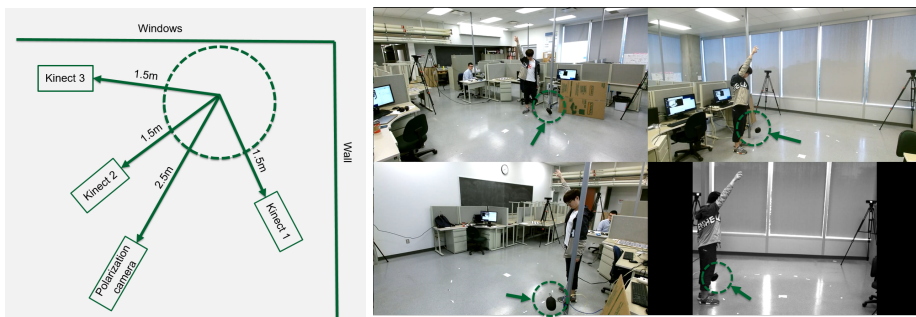 Windows
Kinect 3
1.5m
1.5m
2.5m
1.5m
Wall
Kinect 2
Kinect 1
Polarization
camera